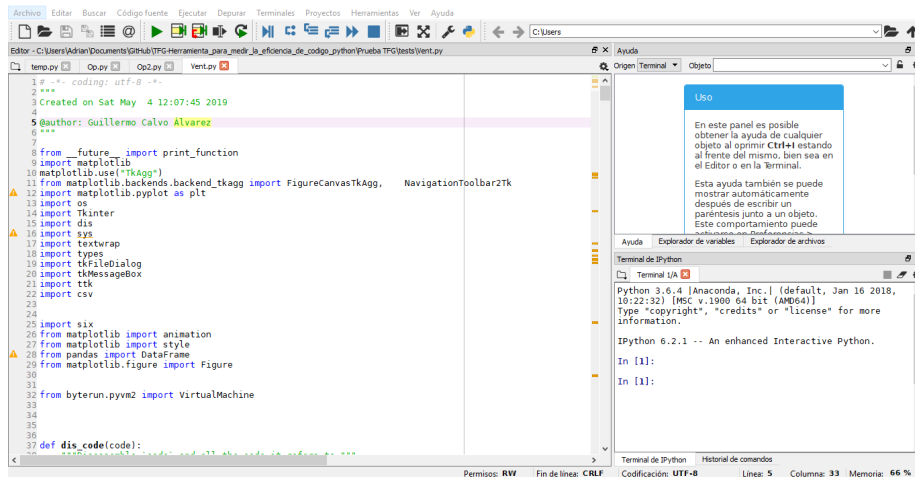 Archivo Editar Buscar Código fuente Ejecutar Depurar Terminales Proyectos Herramientas Ver Ayuda
C:\Users
Editor - C:\Users\Adrian\Documents\GitHub\TFG-Herramienta_para_medir_la_eficiencia_de_codigo_python\Prueba TFG\tests\Vent.py
temp.py Op.py Op2.py Vent.py
1 # -*- coding: utf-8 -*-
2 """
3 Created on Sat May  4 12:07:45 2019
4
5 @author: Guillermo Calvo Álvarez
6 """
7
8 from __future__ import print_function
9 import matplotlib
10 matplotlib.use("TkAgg")
11 from matplotlib.backends.backend_tkagg import FigureCanvasTkAgg,    NavigationToolbar2Tk
12 import matplotlib.pyplot as plt
13 import os
14 import Tkinter
15 import dis
16 import sys
17 import textwrap
18 import types
19 import tkFileDialog
20 import tkMessageBox
21 import ttk
22 import csv
23
24
25 import six
26 from matplotlib import animation
27 from matplotlib import style
28 from pandas import DataFrame
29 from matplotlib.figure import Figure
30
31
32 from byterun.pyvm2 import VirtualMachine
33
34
35
36
37 def dis_code(code):
Ayuda
Origen Terminal Objeto
Uso
En este panel es posible
obtener la ayuda de cualquier
objeto al oprimir Ctrl+I estando
al frente del mismo, bien sea en
el Editor o en la Terminal.
Esta ayuda también se puede
mostrar automáticamente
después de escribir un
paréntesis junto a un objeto.
Este comportamiento puede
Ayuda Explorador de variables Explorador de archivos
Terminal de IPython
Terminal 1/A
Python 3.6.4 |Anaconda, Inc.| (default, Jan 16 2018,
10:22:32) [MSC v.1900 64 bit (AMD64)]
Type "copyright", "credits" or "license" for more
information.
IPython 6.2.1 -- An enhanced Interactive Python.
In [1]:
In [1]:
Terminal de IPython Historial de comandos
Permisos: RW Fin de línea: CRLF Codificación: UTF-8 Línea: 5 Columna: 33 Memoria: 66 %